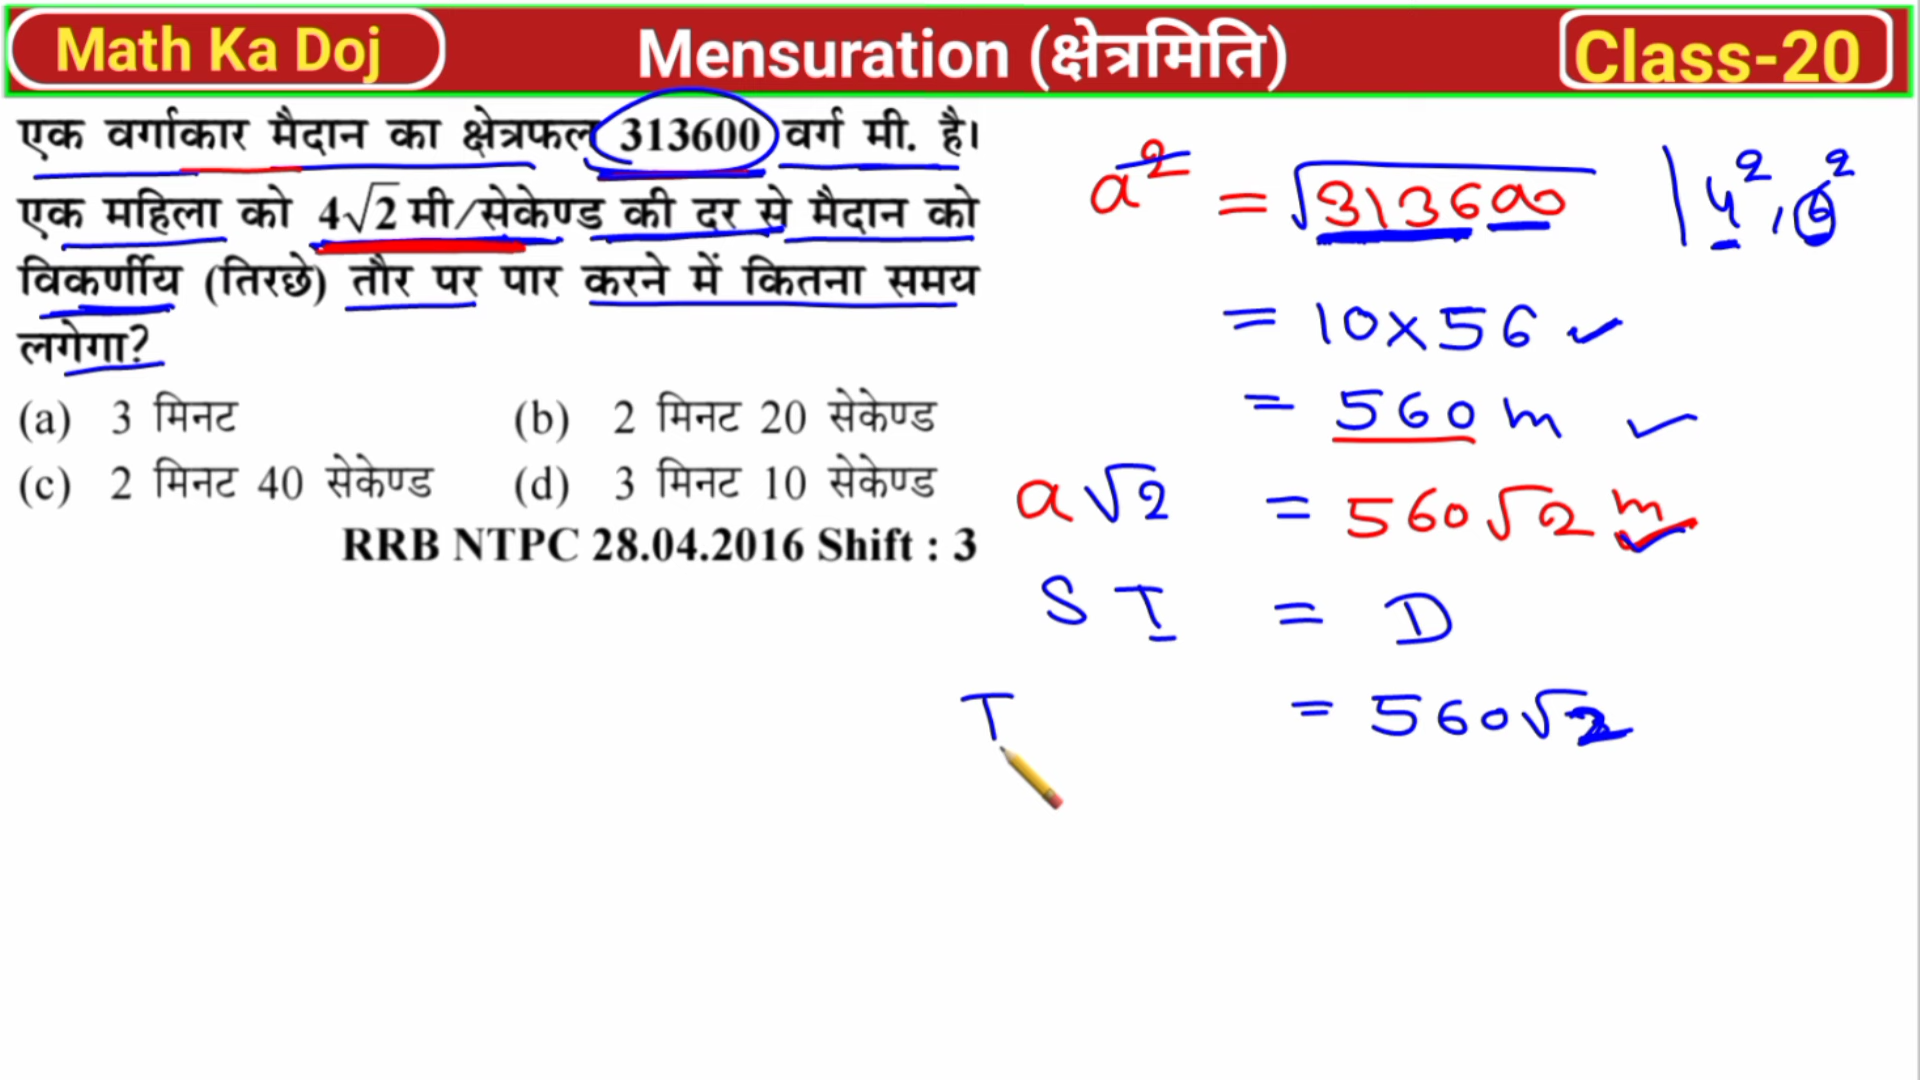 Math Ka Doj
Mensuration (क्षेत्रमिति)
Class-20
एक वर्गाकार मैदान का क्षेत्रफल 313600 वर्ग मी. है।
एक महिला को 4√2 मी/सेकेण्ड की दर से मैदान को
विकर्णीय (तिरछे) तौर पर पार करने में कितना समय
लगेगा?
(a) 3 मिनट (b) 2 मिनट 20 सेकेण्ड
(c) 2 मिनट 40 सेकेण्ड (d) 3 मिनट 10 सेकेण्ड
RRB NTPC 28.04.2016 Shift : 3
a² = √313600 | 4², 6²
= 10×56
= 560 m
a√2 = 560√2 m
S T = D
T = 560√2